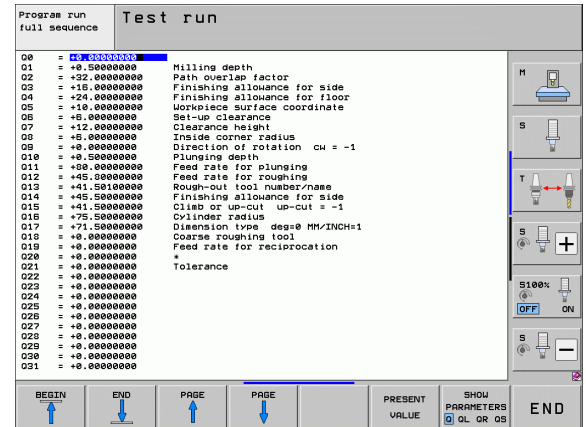 Program run
full sequence
Test run
Q0 = +0.00000000
Q1 = +0.50000000 Milling depth
Q2 = +32.00000000 Path overlap factor
Q3 = +16.00000000 Finishing allowance for side
Q4 = +24.00000000 Finishing allowance for floor
Q5 = +10.00000000 Workpiece surface coordinate
Q6 = +6.00000000 Set-up clearance
Q7 = +12.00000000 Clearance height
Q8 = +6.00000000 Inside corner radius
Q9 = +0.00000000 Direction of rotation cw = -1
Q10 = +0.50000000 Plunging depth
Q11 = +80.00000000 Feed rate for plunging
Q12 = +45.30000000 Feed rate for roughing
Q13 = +41.50100000 Rough-out tool number/name
Q14 = +45.50000000 Finishing allowance for side
Q15 = +41.50000000 Climb or up-cut up-cut = -1
Q16 = +75.50000000 Cylinder radius
Q17 = +71.50000000 Dimension type deg=0 MM/INCH=1
Q18 = +0.00000000 Coarse roughing tool
Q19 = +0.00000000 Feed rate for reciprocation
Q20 = +0.00000000 *
Q21 = +0.00000000 Tolerance
Q22 = +0.00000000
Q23 = +0.00000000
Q24 = +0.00000000
Q25 = +0.00000000
Q26 = +0.00000000
Q27 = +0.00000000
Q28 = +0.00000000
Q29 = +0.00000000
Q30 = +0.00000000
Q31 = +0.00000000
M
S
T
S
+
S100%
OFF ON
S
−
BEGIN
END
PAGE
PAGE
PRESENT
VALUE
SHOW
PARAMETERS
Q QL QR QS
END